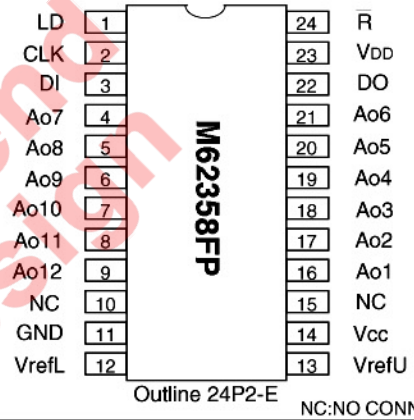 LD 1 24 R
CLK 2 23 VDD
DI 3 22 DO
Ao7 4 21 Ao6
Ao8 5 20 Ao5
Ao9 6 19 Ao4
Ao10 7 18 Ao3
Ao11 8 17 Ao2
Ao12 9 16 Ao1
NC 10 15 NC
GND 11 14 Vcc
VrefL 12 13 VrefU
M62358FP
Outline 24P2-E
NC:NO CONN
end
sign